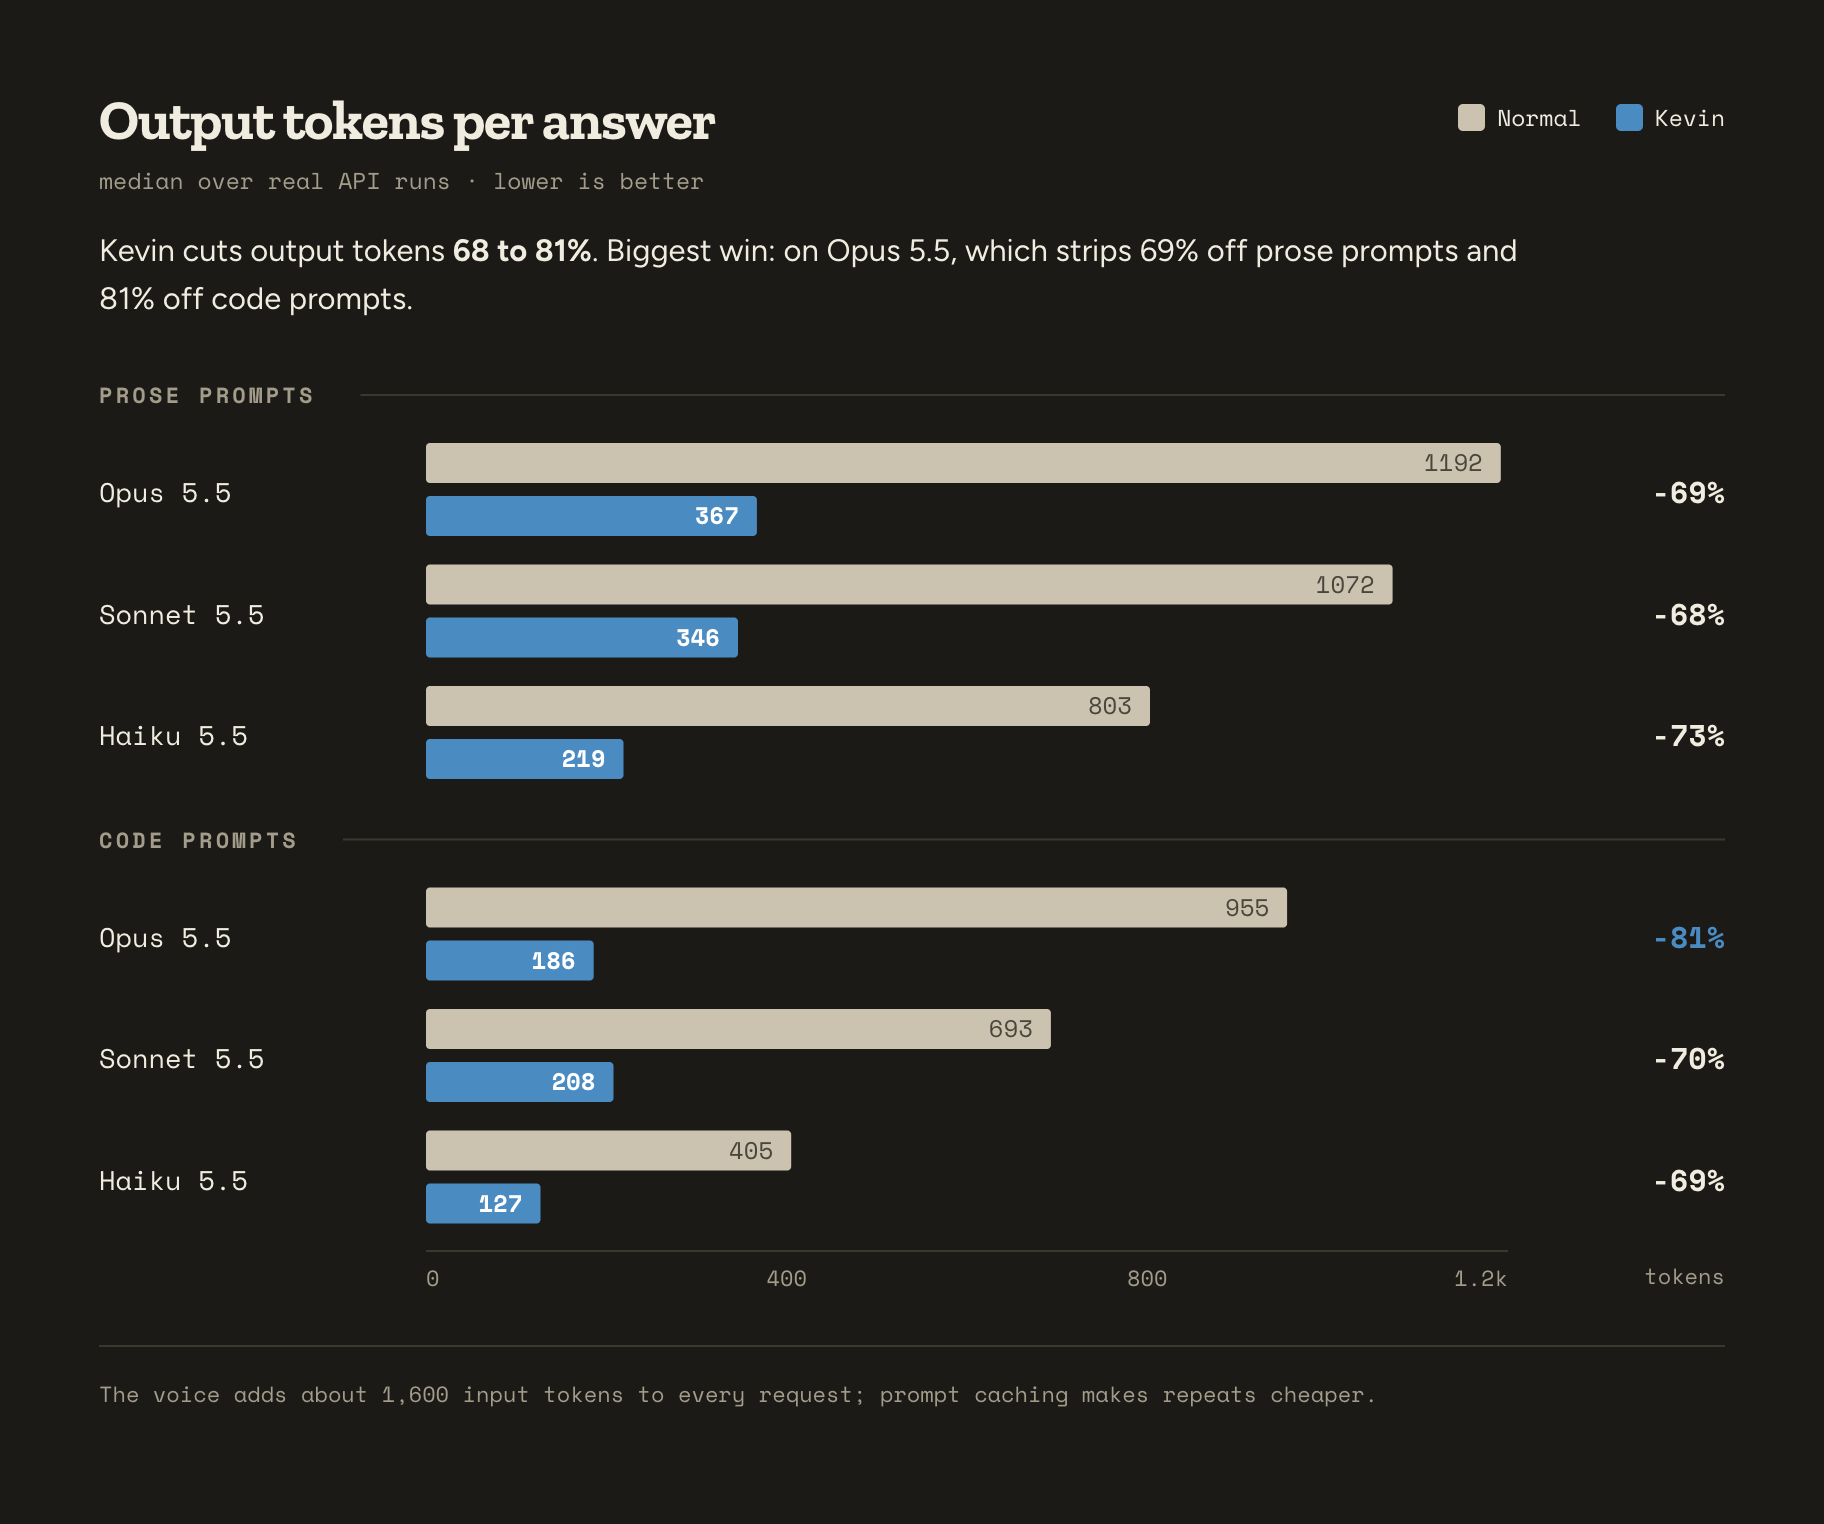 Output tokens per answer
Normal
Kevin
median over real API runs · lower is better
Kevin cuts output tokens 68 to 81%. Biggest win: on Opus 5.5, which strips 69% off prose prompts and
81% off code prompts.
PROSE PROMPTS
1192
Opus 5.5
-69%
367
1072
Sonnet 5.5
-68%
346
803
Haiku 5.5
-73%
219
CODE PROMPTS
955
Opus 5.5
-81%
186
693
Sonnet 5.5
-70%
208
405
Haiku 5.5
-69%
127
0 400 800 1.2k tokens
The voice adds about 1,600 input tokens to every request; prompt caching makes repeats cheaper.